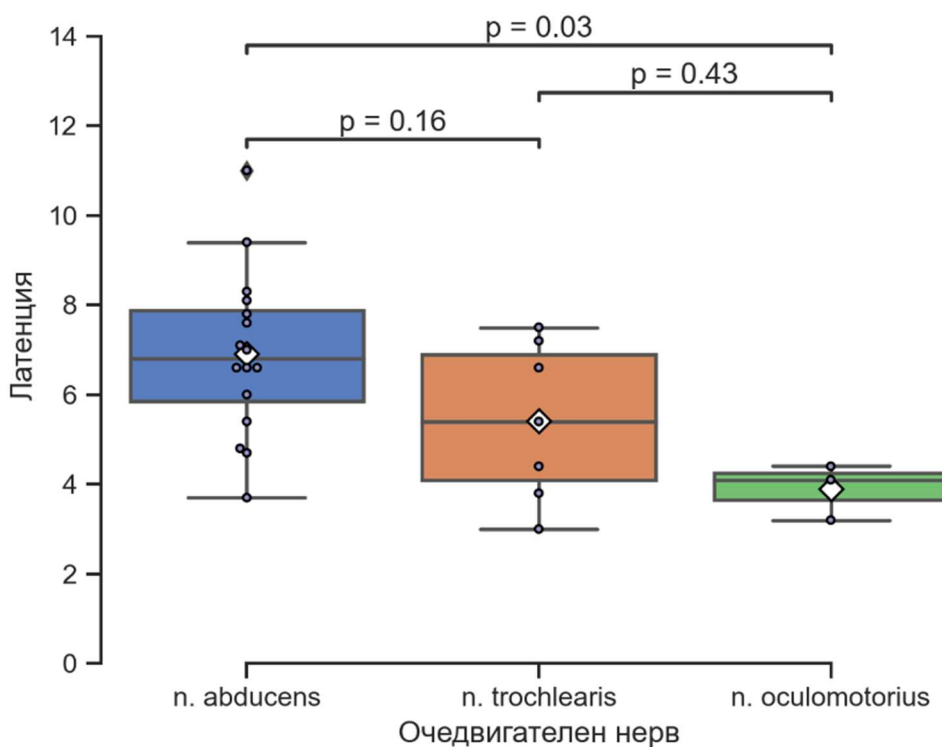 p = 0.03
p = 0.43
p = 0.16
14
12
10
8
6
4
2
0
Латенция
n. abducens n. trochlearis n. oculomotorius
Очедвигателен нерв